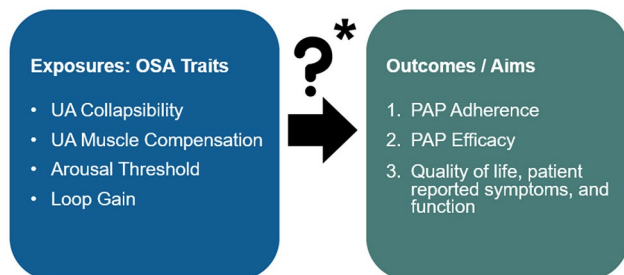 Exposures: OSA Traits
• UA Collapsibility
• UA Muscle Compensation
• Arousal Threshold
• Loop Gain
?*
Outcomes / Aims
1. PAP Adherence
2. PAP Efficacy
3. Quality of life, patient
reported symptoms, and
function